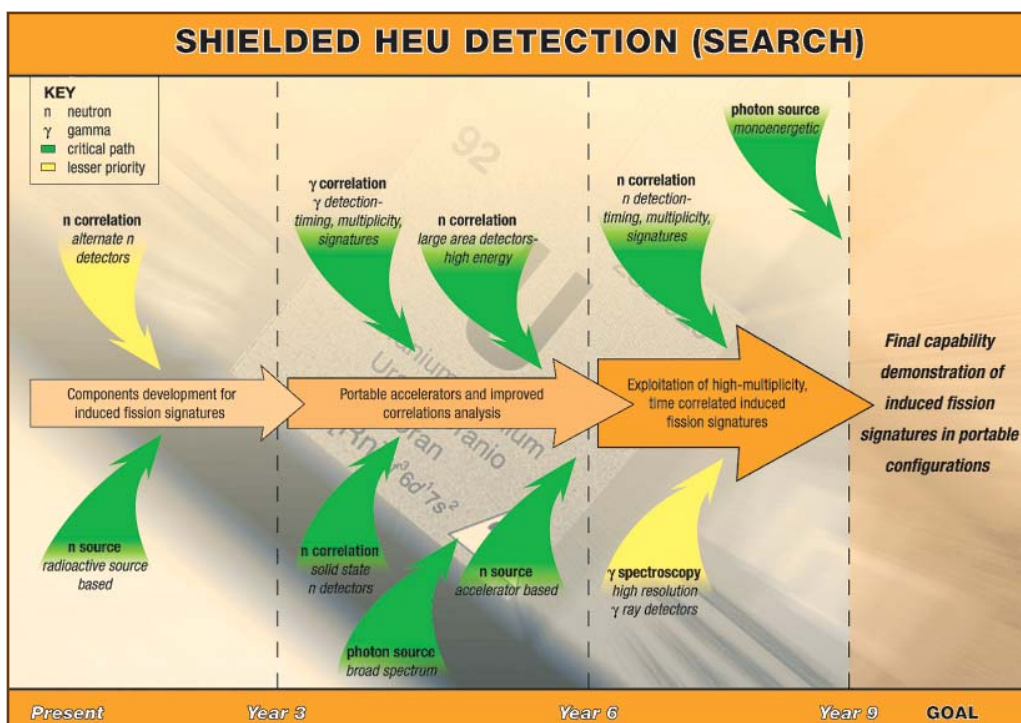 SHIELDED HEU DETECTION (SEARCH)
KEY
n neutron
γ gamma
critical path
lesser priority
n correlation
alternate n
detectors
γ correlation
γ detection-
timing, multiplicity,
signatures
n correlation
large area detectors-
high energy
n correlation
n detection-
timing, multiplicity,
signatures
photon source
monoenergetic
92
U
Components development for
induced fission signatures
Portable accelerators and improved
correlations analysis
Exploitation of high-multiplicity,
time correlated induced
fission signatures
Final capability
demonstration of
induced fission
signatures in portable
configurations
n source
radioactive source
based
n correlation
solid state
n detectors
photon source
broad spectrum
n source
accelerator based
γ spectroscopy
high resolution
γ ray detectors
Present
Year 3
Year 6
Year 9
GOAL